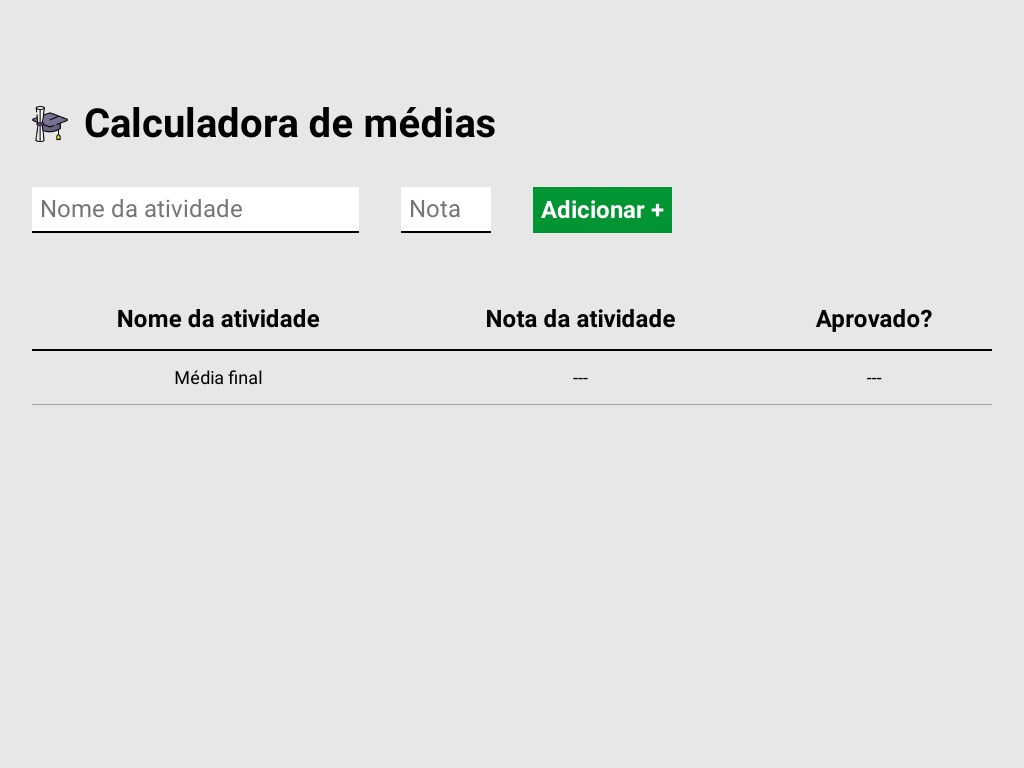 Calculadora de médias
Nome da atividade Nota Adicionar +
Nome da atividade Nota da atividade Aprovado?
Média final --- ---